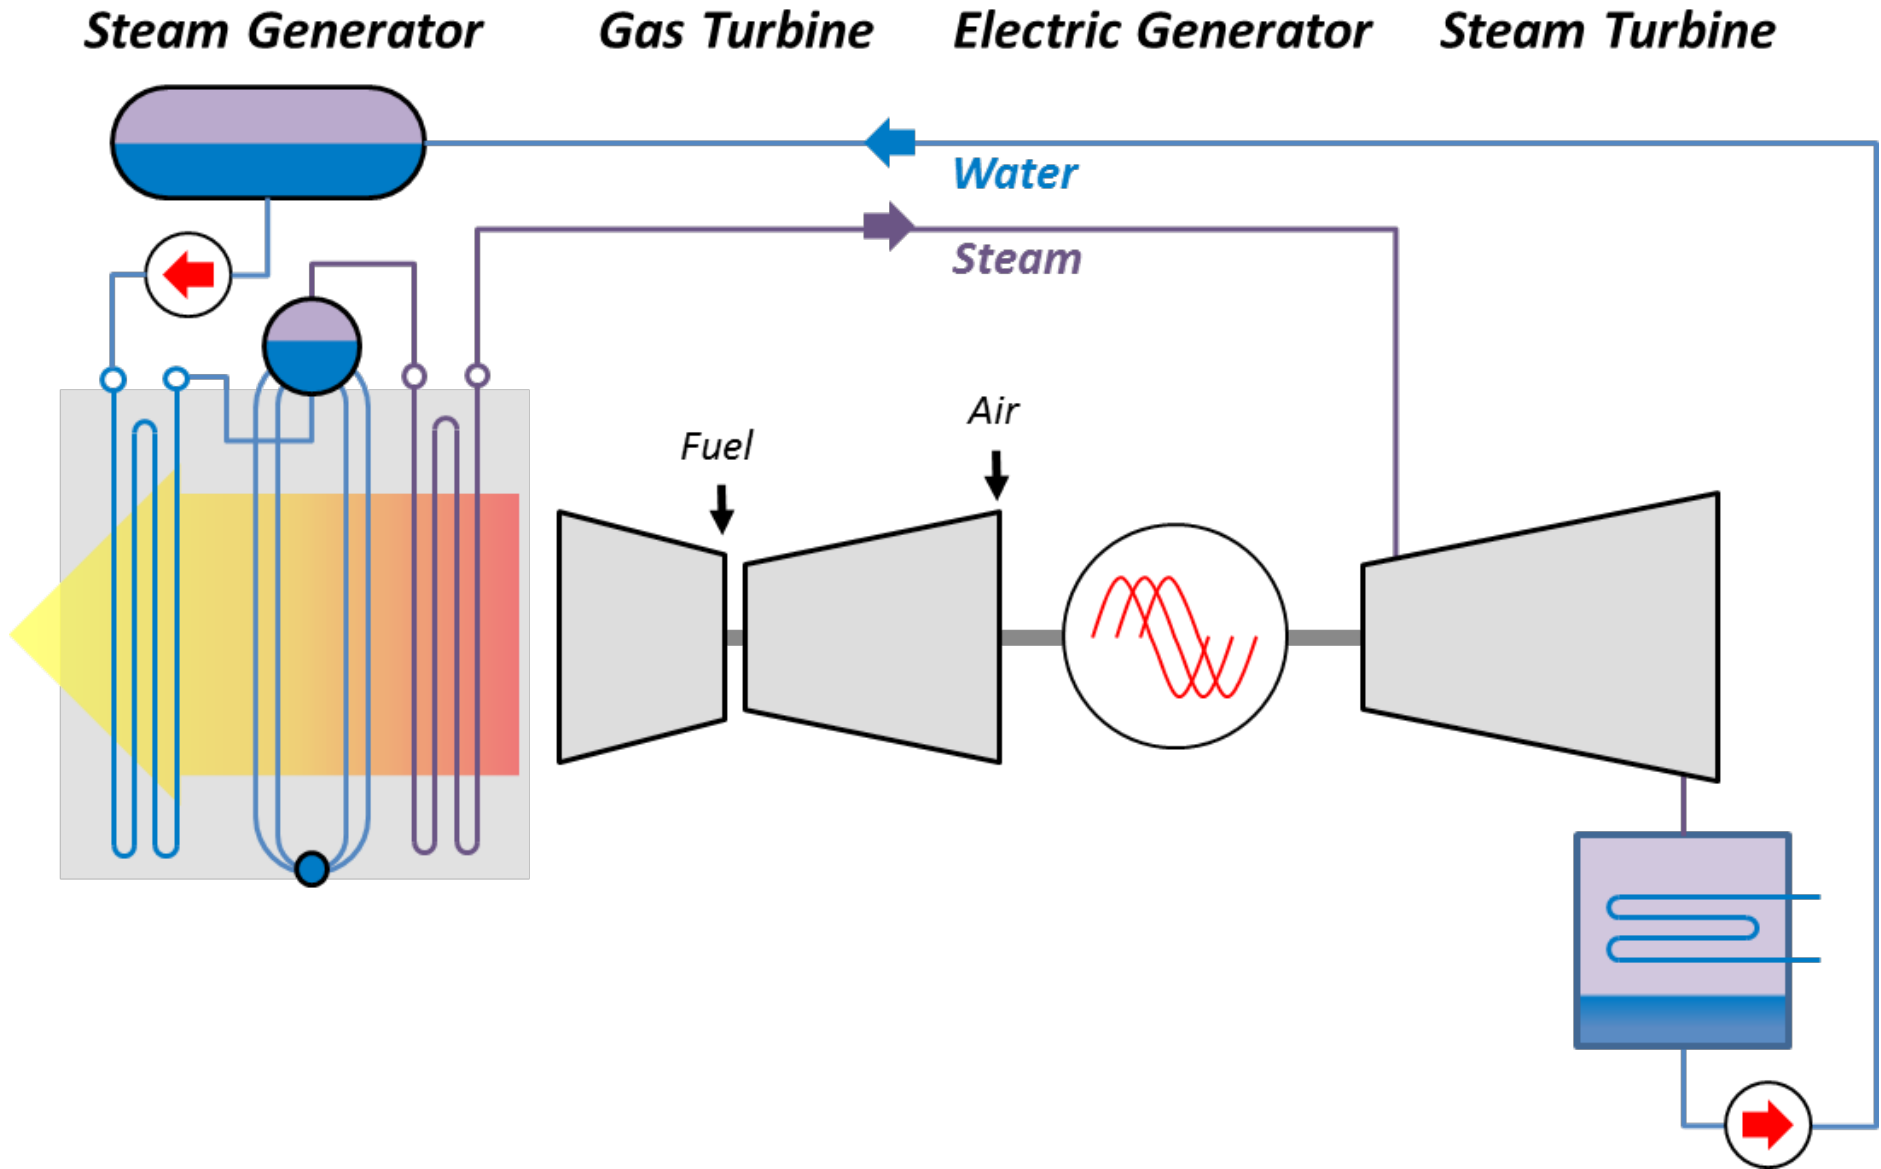 Steam Generator
Gas Turbine
Electric Generator
Steam Turbine
Water
Steam
Air
Fuel